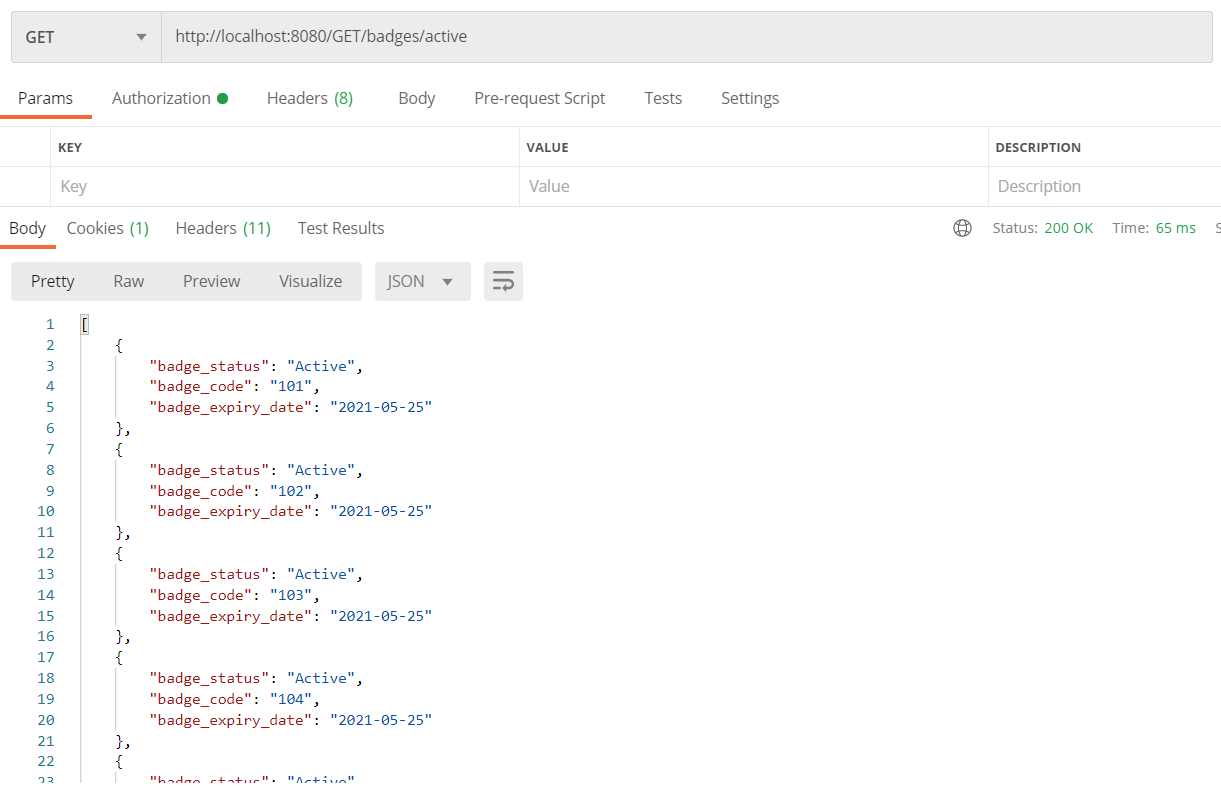 GET http://localhost:8080/GET/badges/active
Params Authorization Headers (8) Body Pre-request Script Tests Settings
KEY VALUE DESCRIPTION
Key Value Description
Body Cookies (1) Headers (11) Test Results Status: 200 OK Time: 65 ms S
Pretty Raw Preview Visualize JSON
1 [
2 {
3 "badge_status": "Active",
4 "badge_code": "101",
5 "badge_expiry_date": "2021-05-25"
6 },
7 {
8 "badge_status": "Active",
9 "badge_code": "102",
10 "badge_expiry_date": "2021-05-25"
11 },
12 {
13 "badge_status": "Active",
14 "badge_code": "103",
15 "badge_expiry_date": "2021-05-25"
16 },
17 {
18 "badge_status": "Active",
19 "badge_code": "104",
20 "badge_expiry_date": "2021-05-25"
21 },
22 {
23 "badge_status": "Active"